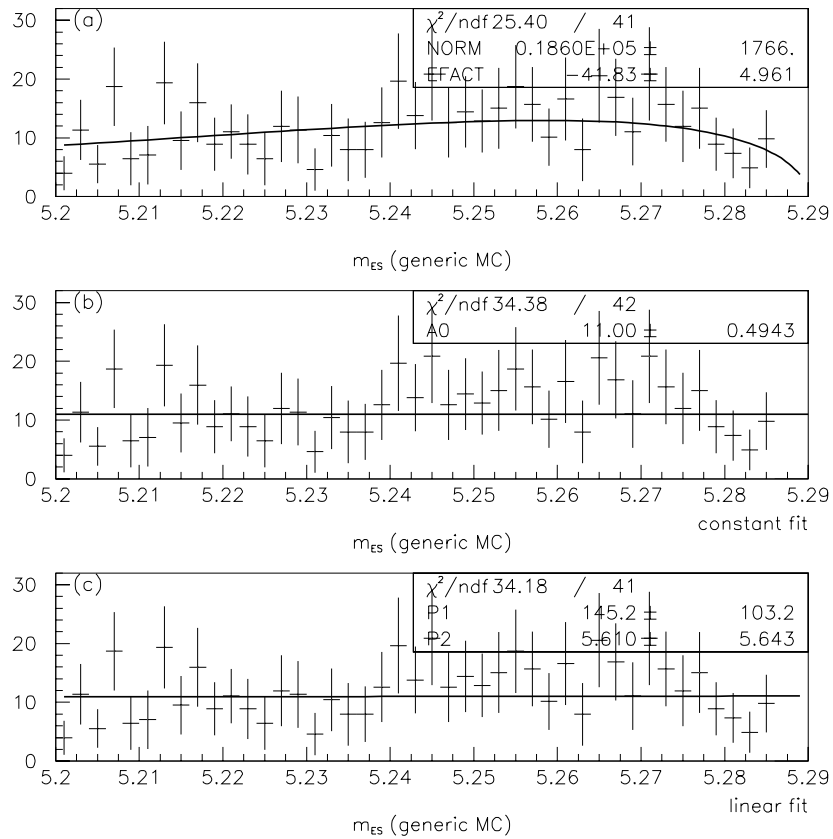 (a)
χ²/ndf 25.40 / 41
NORM 0.1860E+05 ± 1766.
EFACT −41.83 ± 4.961
30
20
10
0
5.2 5.21 5.22 5.23 5.24 5.25 5.26 5.27 5.28 5.29
mES (generic MC)
(b)
χ²/ndf 34.38 / 42
A0 11.00 ± 0.4943
30
20
10
0
5.2 5.21 5.22 5.23 5.24 5.25 5.26 5.27 5.28 5.29
constant fit
mES (generic MC)
(c)
χ²/ndf 34.18 / 41
P1 145.2 ± 103.2
P2 5.610 ± 5.643
30
20
10
0
5.2 5.21 5.22 5.23 5.24 5.25 5.26 5.27 5.28 5.29
linear fit
mES (generic MC)